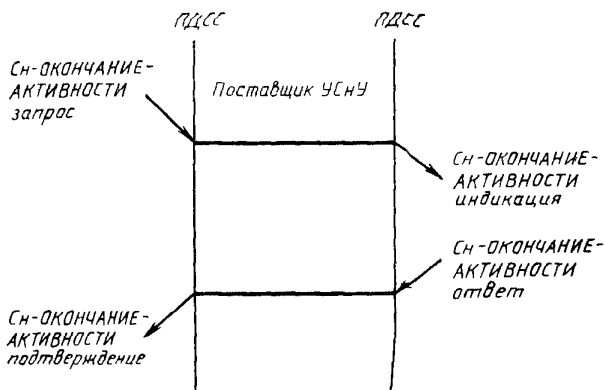 ПДСС
ПДСС
Сн-ОКОНЧАНИЕ-
АКТИВНОСТИ
запрос
Поставщик УСнУ
Сн-ОКОНЧАНИЕ-
АКТИВНОСТИ
индикация
Сн-ОКОНЧАНИЕ-
АКТИВНОСТИ
ответ
Сн-ОКОНЧАНИЕ-
АКТИВНОСТИ
подтверждение